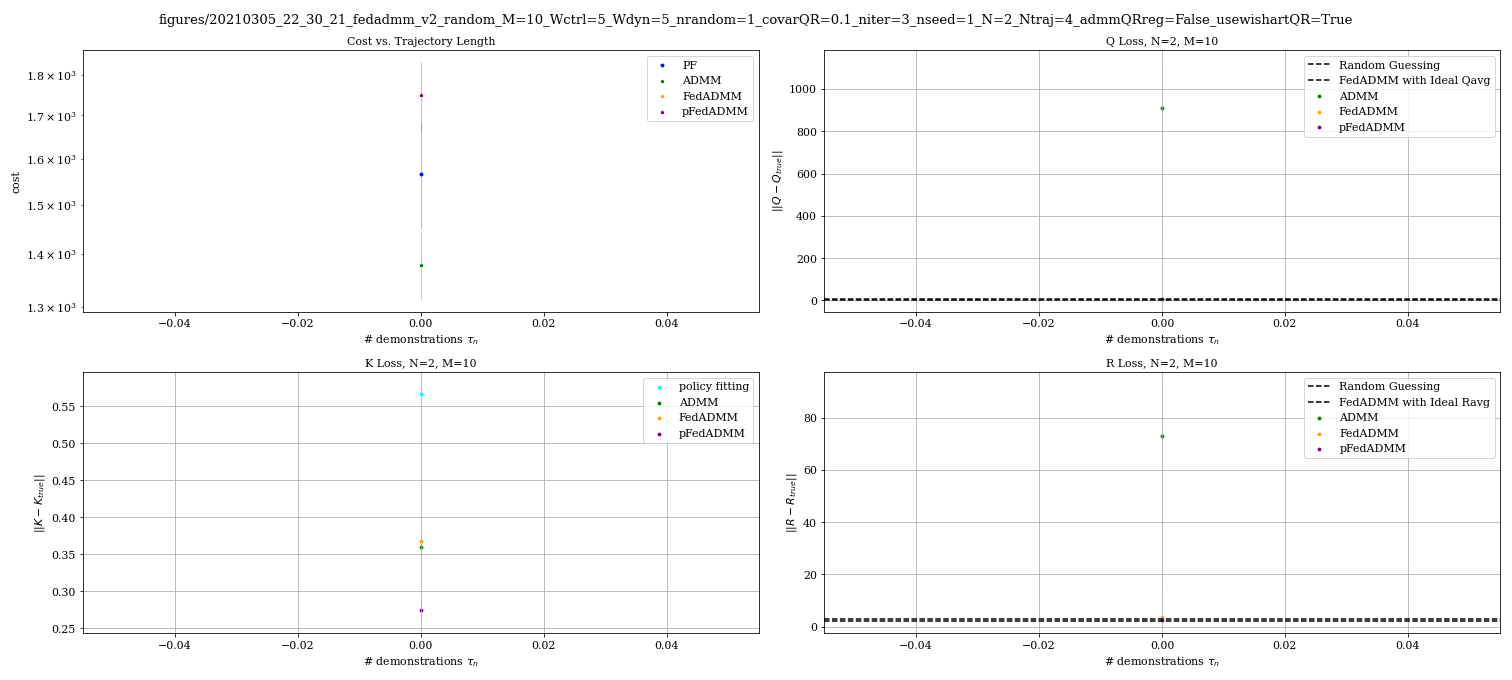 figures/20210305_22_30_21_fedadmm_v2_random_M=10_Wctrl=5_Wdyn=5_nrandom=1_covarQR=0.1_niter=3_nseed=1_N=2_Ntraj=4_admmQRreg=False_usewishartQR=True
Cost vs. Trajectory Length
cost
1.8 × 10³
1.7 × 10³
1.6 × 10³
1.5 × 10³
1.4 × 10³
1.3 × 10³
PF
ADMM
FedADMM
pFedADMM
−0.04 −0.02 0.00 0.02 0.04
# demonstrations τₙ
Q Loss, N=2, M=10
||Q − Q_true||
1000
800
600
400
200
0
Random Guessing
FedADMM with Ideal Qavg
ADMM
FedADMM
pFedADMM
−0.04 −0.02 0.00 0.02 0.04
# demonstrations τₙ
K Loss, N=2, M=10
||K − K_true||
0.55
0.50
0.45
0.40
0.35
0.30
0.25
policy fitting
ADMM
FedADMM
pFedADMM
−0.04 −0.02 0.00 0.02 0.04
# demonstrations τₙ
R Loss, N=2, M=10
||R − R_true||
80
60
40
20
0
Random Guessing
FedADMM with Ideal Ravg
ADMM
FedADMM
pFedADMM
−0.04 −0.02 0.00 0.02 0.04
# demonstrations τₙ